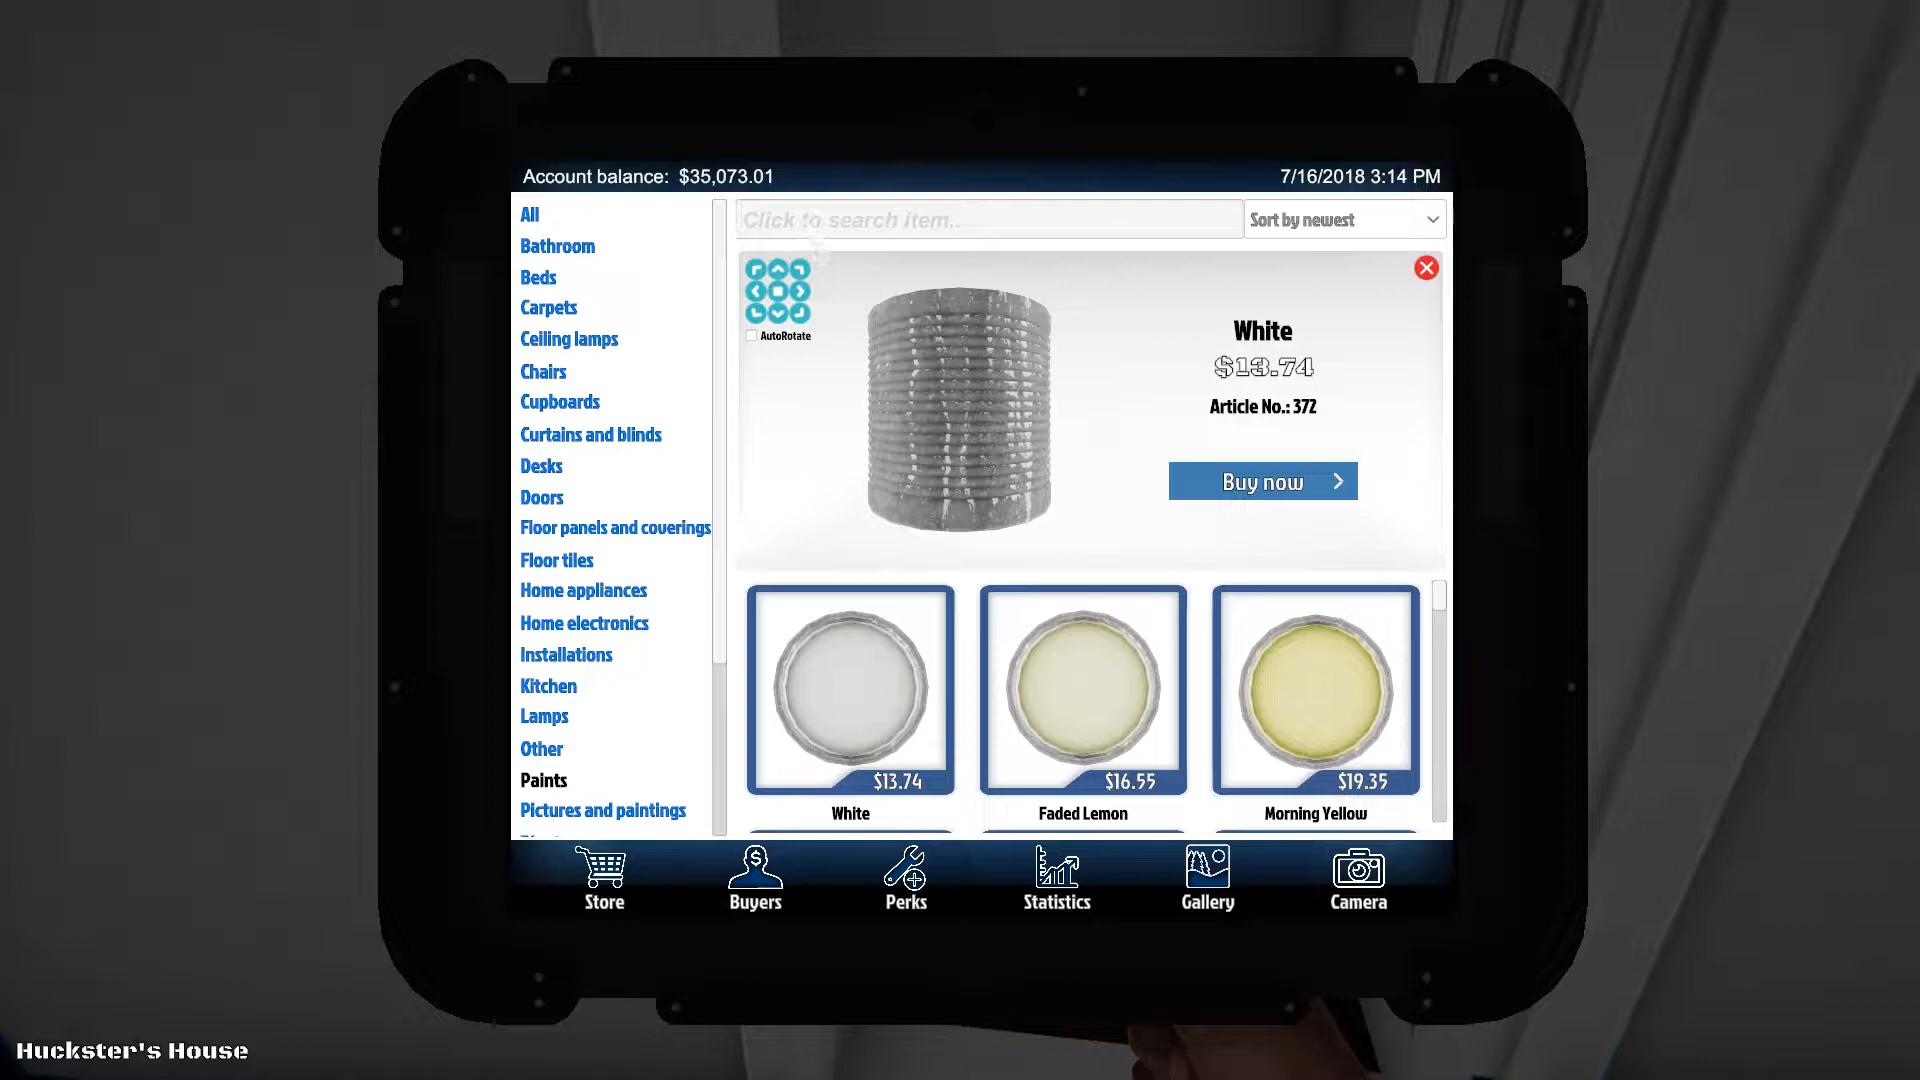 Account balance: $35,073.01
7/16/2018 3:14 PM
All
Bathroom
Beds
Carpets
Ceiling lamps
Chairs
Cupboards
Curtains and blinds
Desks
Doors
Floor panels and coverings
Floor tiles
Home appliances
Home electronics
Installations
Kitchen
Lamps
Other
Paints
Pictures and paintings
Click to search item..
Sort by newest
AutoRotate
White
$13.74
Article No.: 372
Buy now
$13.74
$16.55
$19.35
White
Faded Lemon
Morning Yellow
Store
Buyers
Perks
Statistics
Gallery
Camera
Huckster's House